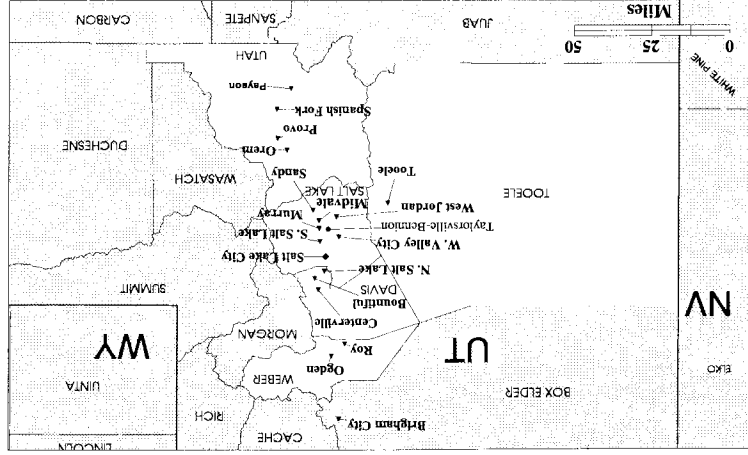 CACHE
LINCOLN
Brigham City
RICH
BOX ELDER
UINTA
ELKO
WEBER
Ogden
UT
Roy
WY
MORGAN
Centerville
NV
Bountiful
DAVIS
SUMMIT
N. Salt Lake
Salt Lake City
W. Valley City
S. Salt Lake
Taylorsville-Bennion
Murray
West Jordan
Midvale
TOOELE
SALT LAKE
WASATCH
Tooele
Sandy
Orem
DUCHESNE
Provo
Spanish Fork
Payson
WHITE PINE
UTAH
0 25 50
Miles
JUAB
SANPETE
CARBON